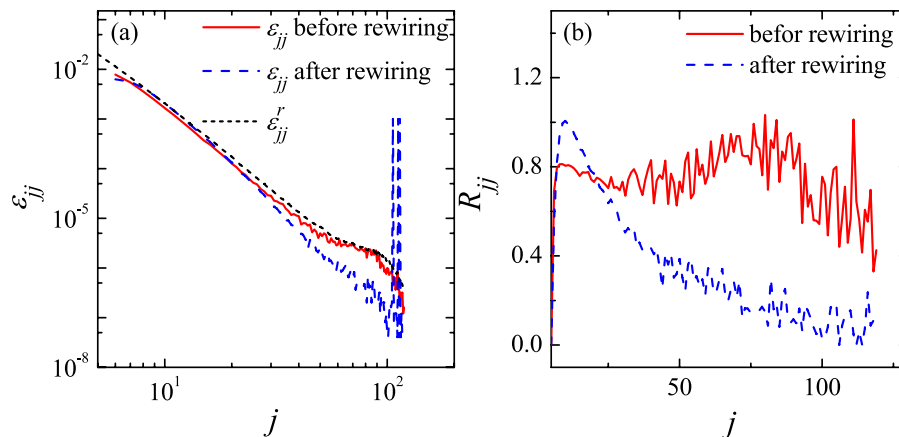 (a)
ε_jj before rewiring
ε_jj after rewiring
ε^r_jj
10^-2
10^-5
10^-8
ε_jj
10^1
10^2
j
(b)
befor rewiring
after rewiring
1.2
0.8
0.4
0.0
R_jj
50
100
j